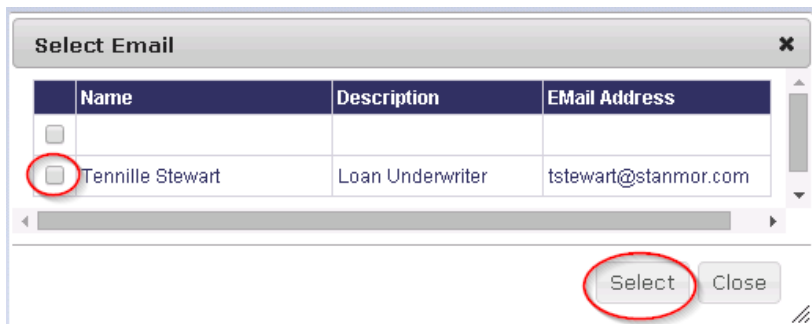 Select Email
Name Description EMail Address
Tennille Stewart Loan Underwriter tstewart@stanmor.com
Select Close